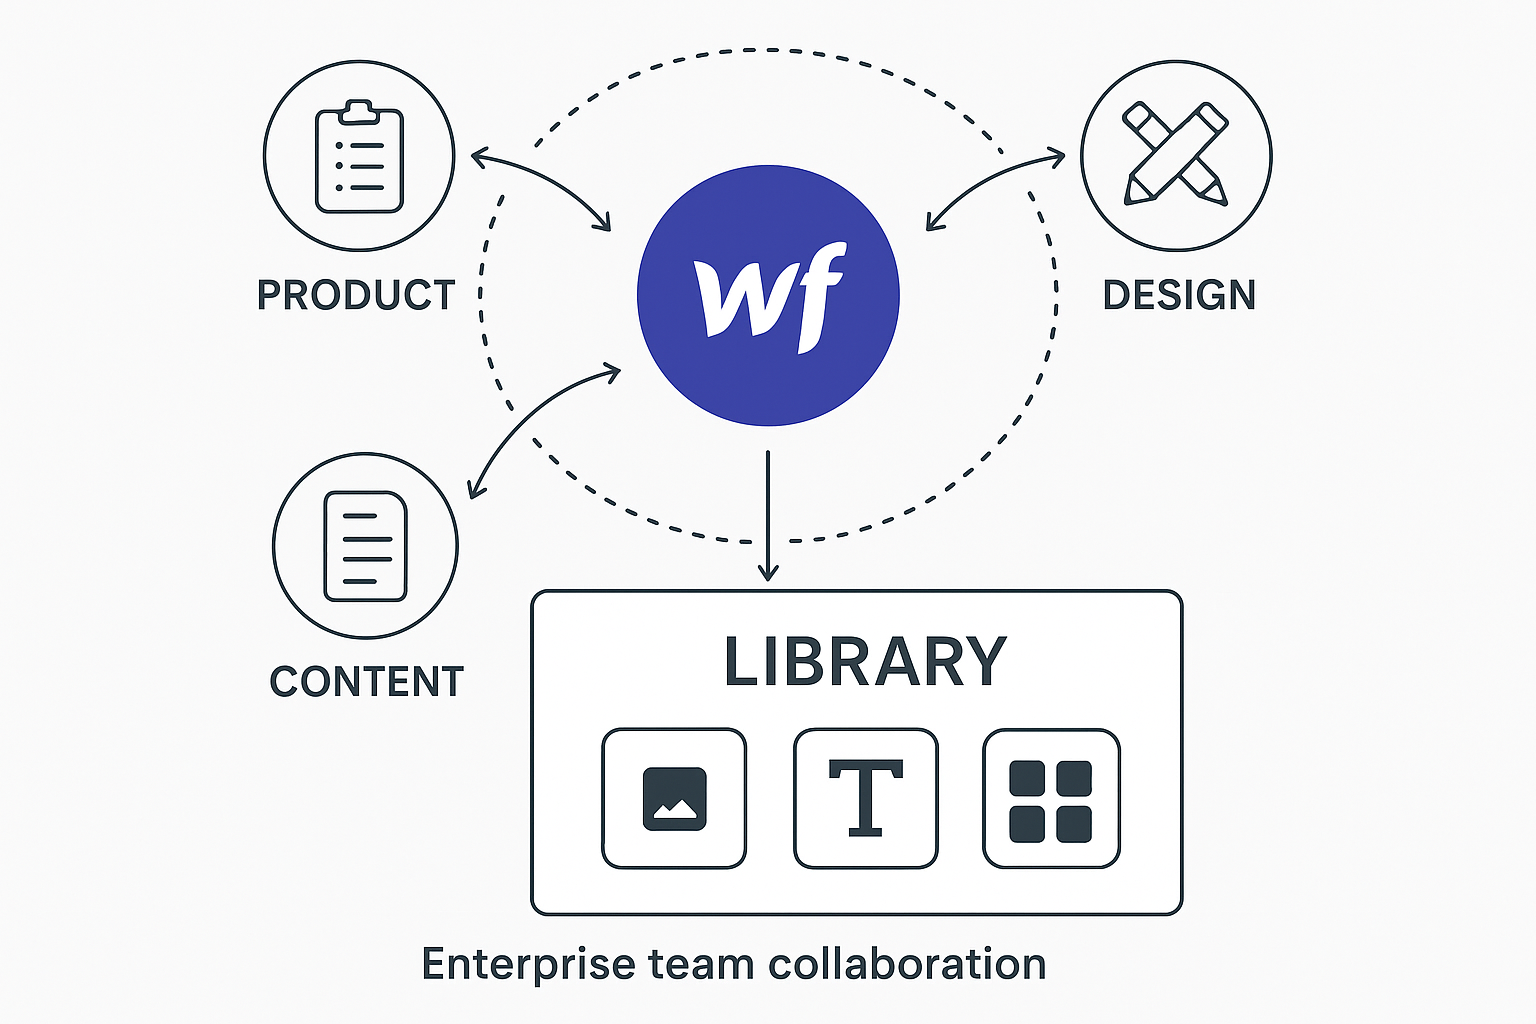 wf
PRODUCT
DESIGN
CONTENT
LIBRARY
T
Enterprise team collaboration